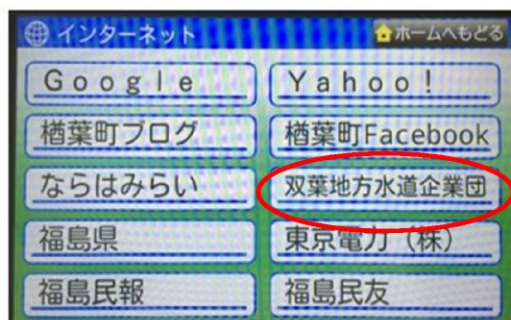 インターネット
ホームへもどる
Google
Yahoo!
楢葉町ブログ
楢葉町Facebook
ならはみらい
双葉地方水道企業団
福島県
東京電力(株)
福島民報
福島民友